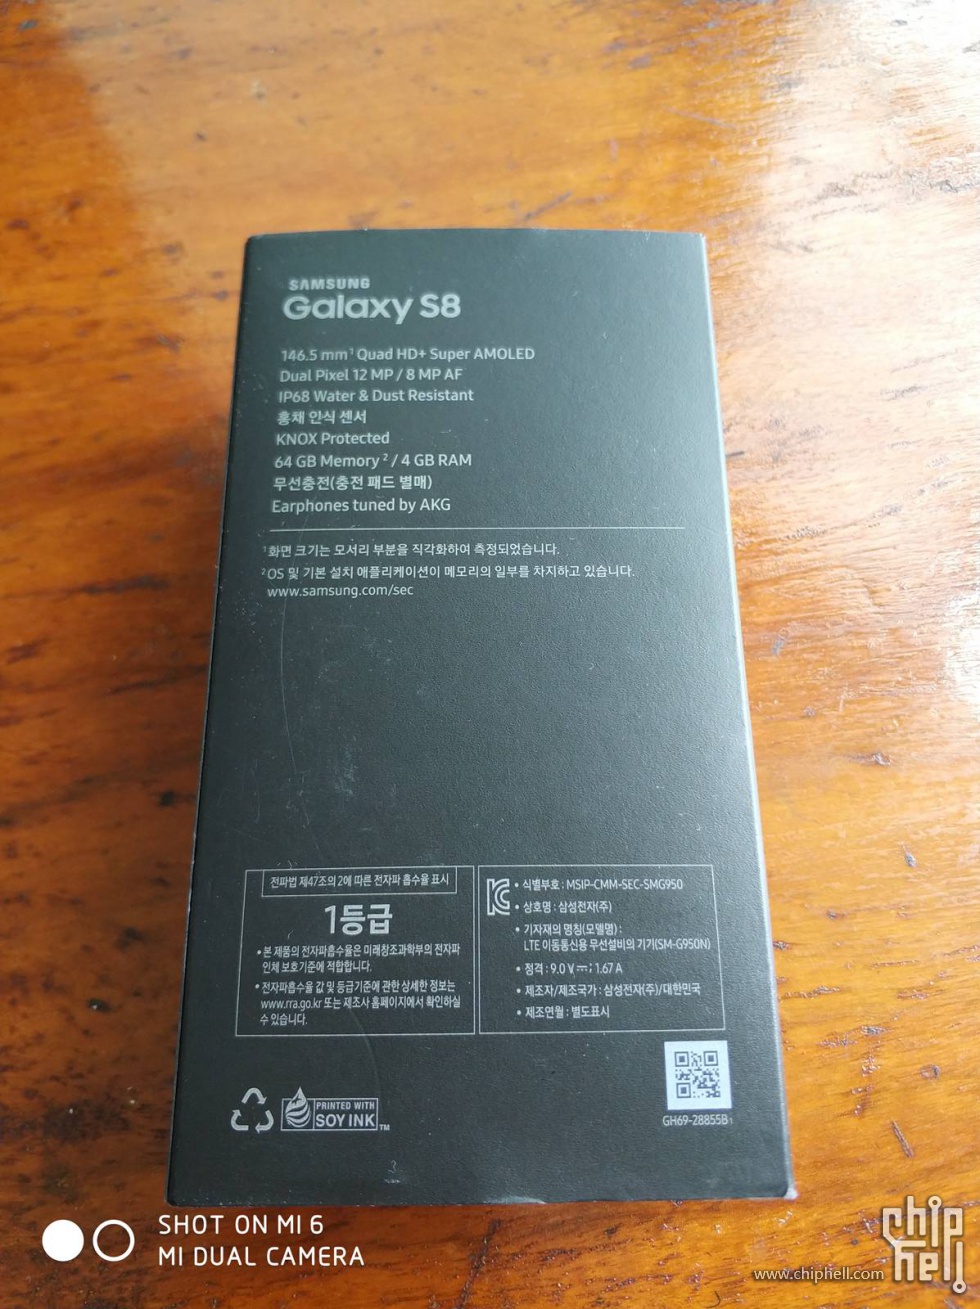 SAMSUNG
Galaxy S8
146.5 mm¹ Quad HD+ Super AMOLED
Dual Pixel 12 MP / 8 MP AF
IP68 Water & Dust Resistant
홍채 인식 센서
KNOX Protected
64 GB Memory ² / 4 GB RAM
무선충전(충전 패드 별매)
Earphones tuned by AKG
¹ 화면 크기는 모서리 부분을 직각화하여 측정되었습니다.
² OS 및 기본 설치 애플리케이션이 메모리의 일부를 차지하고 있습니다.
www.samsung.com/sec
전파법 제47조의 2에 따른 전자파 흡수율 표시
1등급
• 본 제품의 전자파흡수율은 미래창조과학부의 전자파
인체 보호기준에 적합합니다.
• 전자파흡수율 값 및 등급기준에 관한 상세한 정보는
www.rra.go.kr 또는 제조사 홈페이지에서 확인하실
수 있습니다.
• 식별부호 : MSIP-CMM-SEC-SMG950
• 상호명 : 삼성전자(주)
• 기자재의 명칭(모델명) :
LTE 이동통신용 무선설비의 기기(SM-G950N)
• 정격 : 9.0 V⎓; 1.67 A
• 제조자/제조국가 : 삼성전자(주)/대한민국
• 제조연월 : 별도표시
PRINTED WITH
SOY INK TM
GH69-28855B
3
SHOT ON MI 6
MI DUAL CAMERA
www.chiphell.com
chip
hell